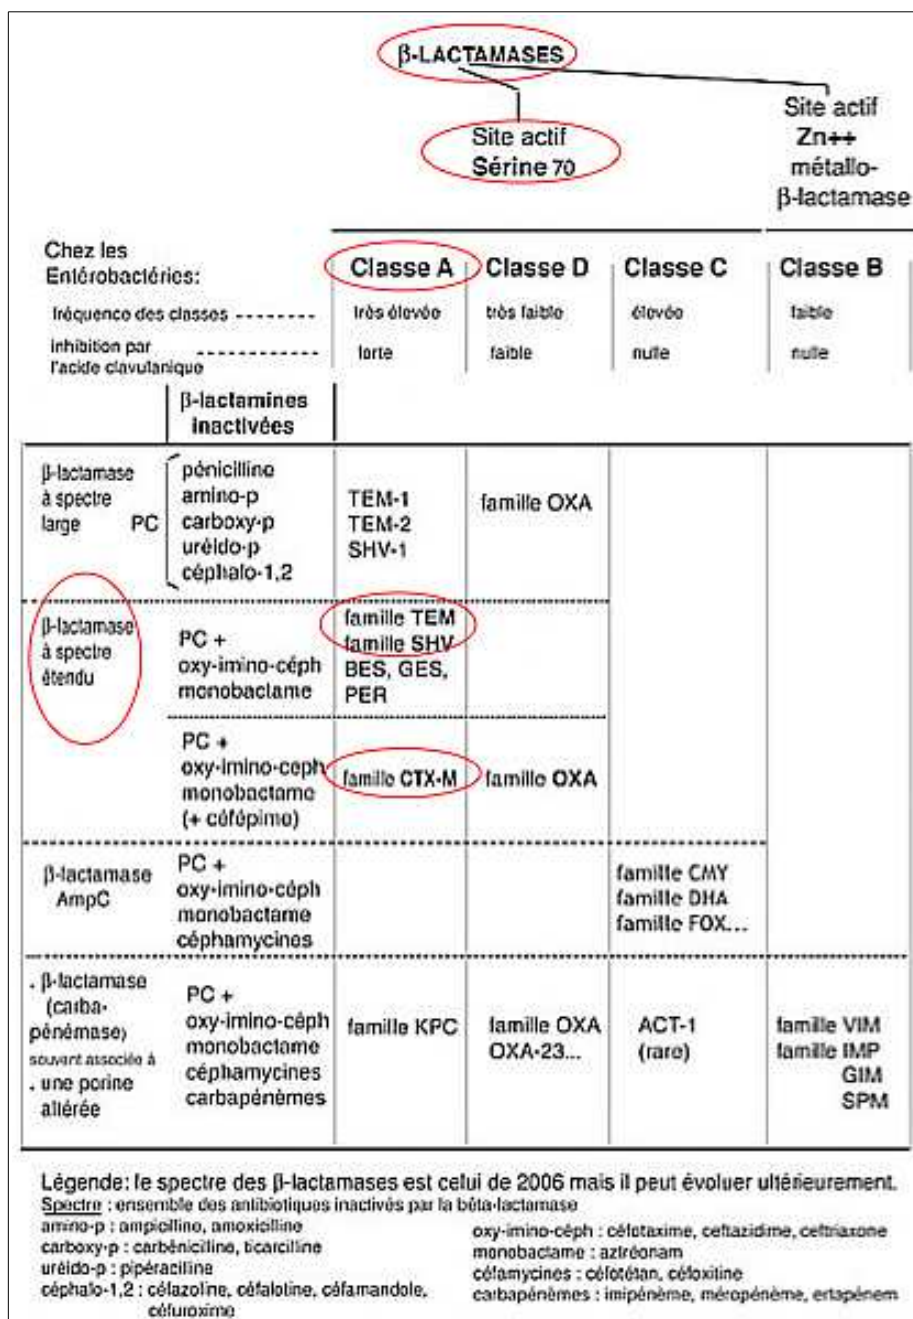 β-LACTAMASES
Site actif
Sérine 70
Site actif
Zn++
métallo-
β-lactamase
Chez les
Entérobactéries:
Classe A
Classe D
Classe C
Classe B
fréquence des classes ----------
très élevée
très faible
élevée
faible
inhibition par
l'acide clavulanique
--------------
forte
faible
nulle
nulle
β-lactamines
inactivées
β-lactamase
à spectre
large PC
pénicilline
amino-p
carboxy-p
uréido-p
céphalo-1,2
TEM-1
TEM-2
SHV-1
famille OXA
β-lactamase
à spectre
étendu
PC +
oxy-imino-céph
monobactame
famille TEM
famille SHV
BES, GES,
PER
PC +
oxy-imino-ceph
monobactame
(+ céfépime)
famille CTX-M
famille OXA
β-lactamase
AmpC
PC +
oxy-imino-céph
monobactame
céphamycines
famille CMY
famille DHA
famille FOX...
. β-lactamase
(carba-
pénémase)
souvent associée à
. une porine
altérée
PC +
oxy-imino-céph
monobactame
céphamycines
carbapénèmes
famille KPC
famille OXA
OXA-23...
ACT-1
(rare)
famille VIM
famille IMP
GIM
SPM
Légende: le spectre des β-lactamases est celui de 2006 mais il peut évoluer ultérieurement.
Spectre : ensemble des antibiotiques inactivés par la bêta-lactamase
amino-p : ampicilline, amoxicilline
carboxy-p : carbénicilline, ticarcilline
uréido-p : pipéraciline
céphalo-1,2 : céfazoline, céfalotine, céfamandole,
céfuroxime
oxy-imino-céph : céfotaxime, ceftazidime, ceftriaxone
monobactame : aztréonam
céfamycines : céfotétan, céfoxitine
carbapénèmes : imipénème, méropénème, ertapénem